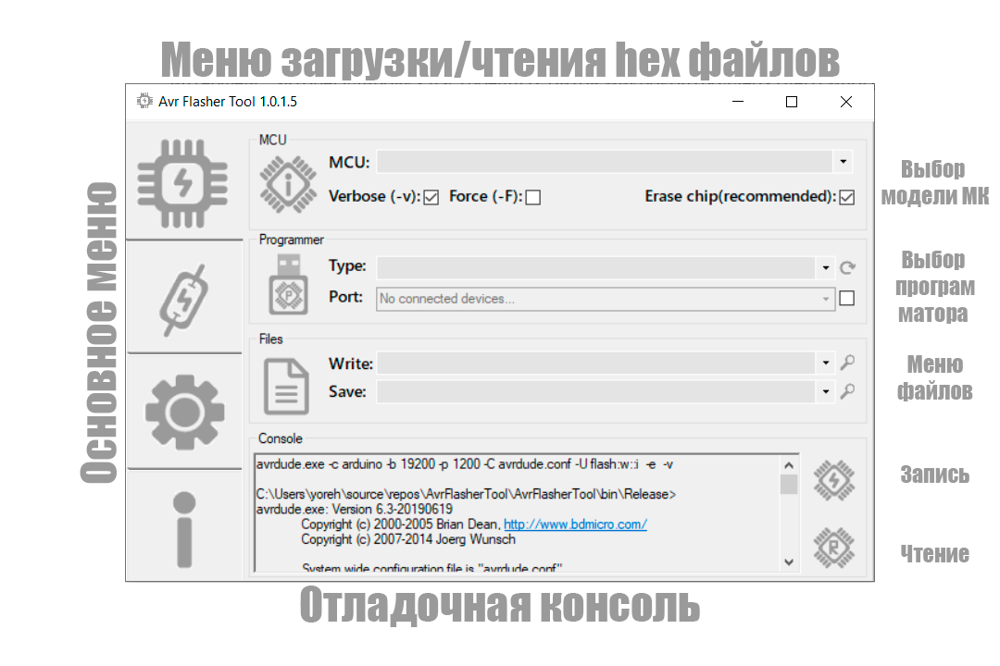 Меню загрузки/чтения hex файлов
Avr Flasher Tool 1.0.1.5
Основное меню
MCU
MCU:
Verbose (-v): Force (-F): Erase chip(recommended):
Выбор
модели МК
Programmer
Type:
Port: No connected devices...
Выбор
програм
матора
Files
Write:
Save:
Меню
файлов
Console
avrdude.exe -c arduino -b 19200 -p 1200 -C avrdude.conf -U flash:w::i -e -v
C:\Users\yoreh\source\repos\AvrFlasherTool\AvrFlasherTool\bin\Release>
avrdude.exe: Version 6.3-20190619
Copyright (c) 2000-2005 Brian Dean, http://www.bdmicro.com/
Copyright (c) 2007-2014 Joerg Wunsch
System wide configuration file is "avrdude.conf"
P
R
Запись
Чтение
Отладочная консоль